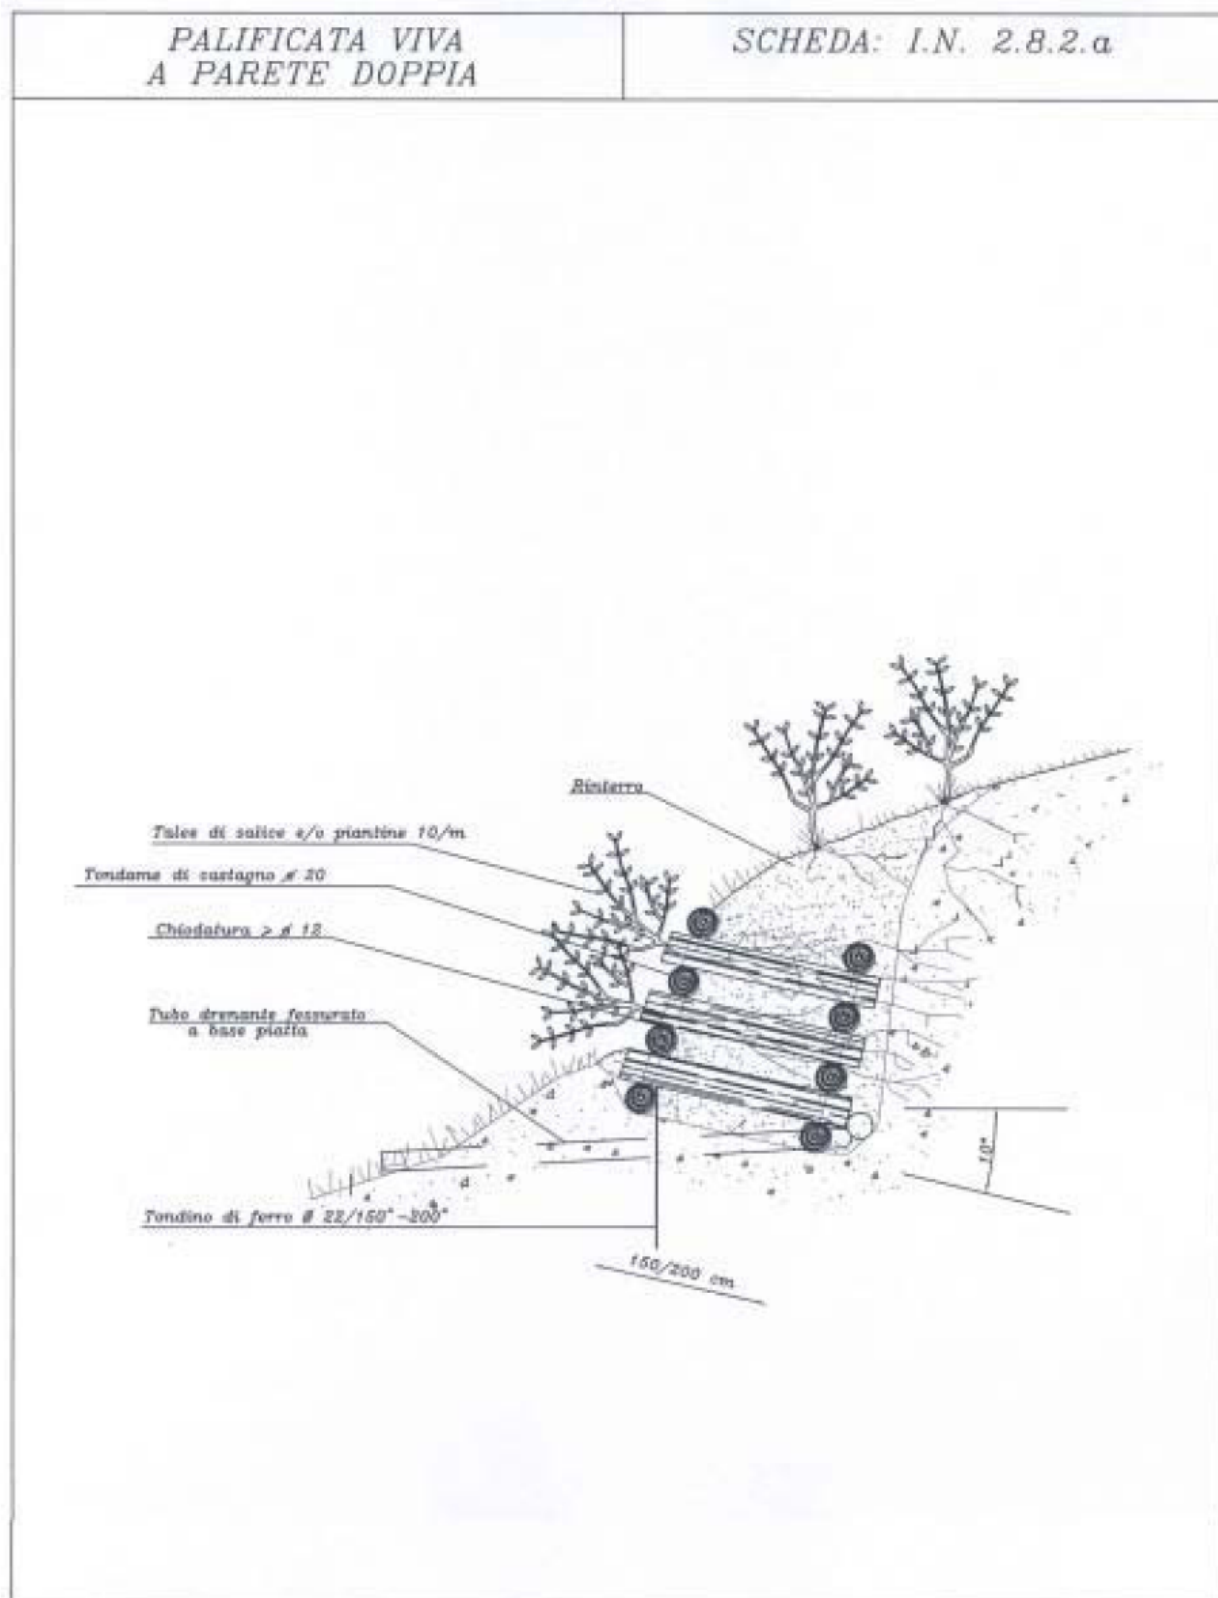 PALIFICATA VIVA
A PARETE DOPPIA
SCHEDA: I.N. 2.8.2.a
Rinterro
Talee di salice e/o piantine 10/m
Tondame di castagno ø 20
Chiodatura > ø 12
Tubo drenante fessurato
a base piatta
10°
Tondino di ferro Ø 22/150"-200"
150/200 cm